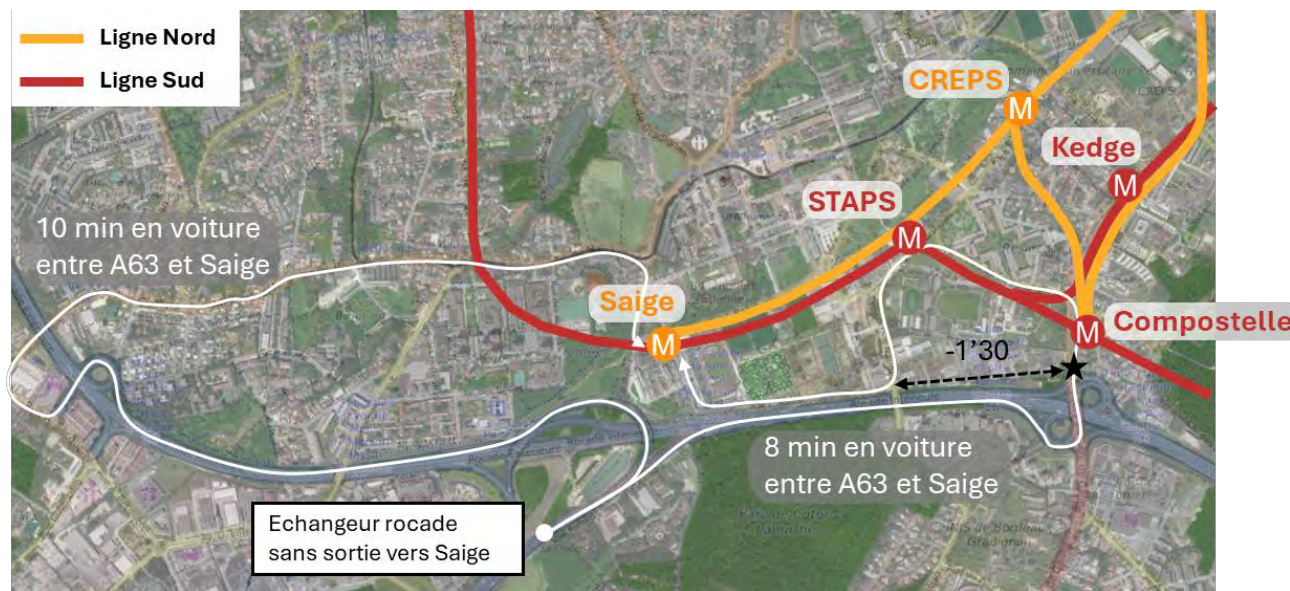 Ligne Nord
Ligne Sud
CREPS
M
Kedge
M
STAPS
M
10 min en voiture
entre A63 et Saige
Saige
M
Compostelle
M
-1’30
8 min en voiture
entre A63 et Saige
Echangeur rocade
sans sortie vers Saige